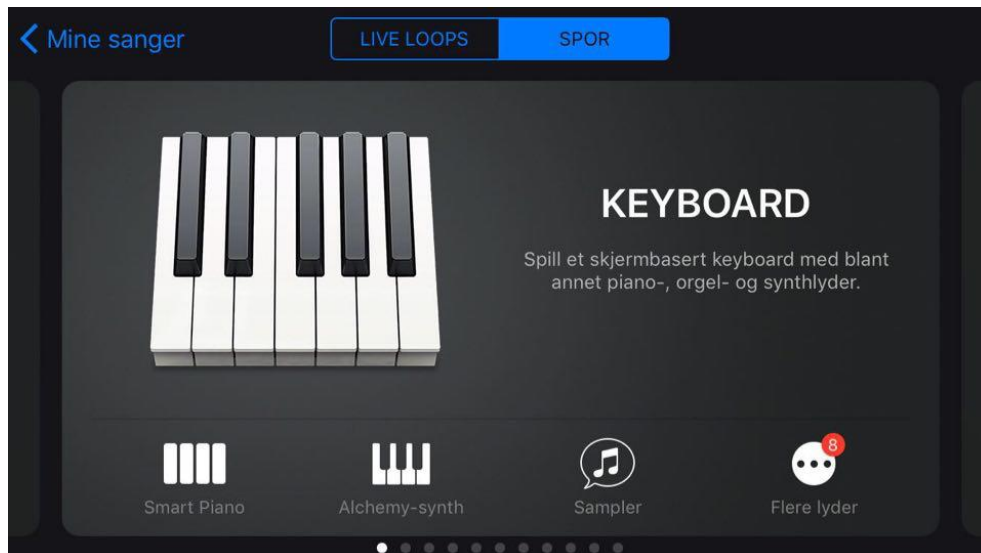 Mine sanger
LIVE LOOPS
SPOR
KEYBOARD
Spill et skjermbasert keyboard med blant
annet piano-, orgel- og synthlyder.
Smart Piano
Alchemy-synth
Sampler
8
Flere lyder